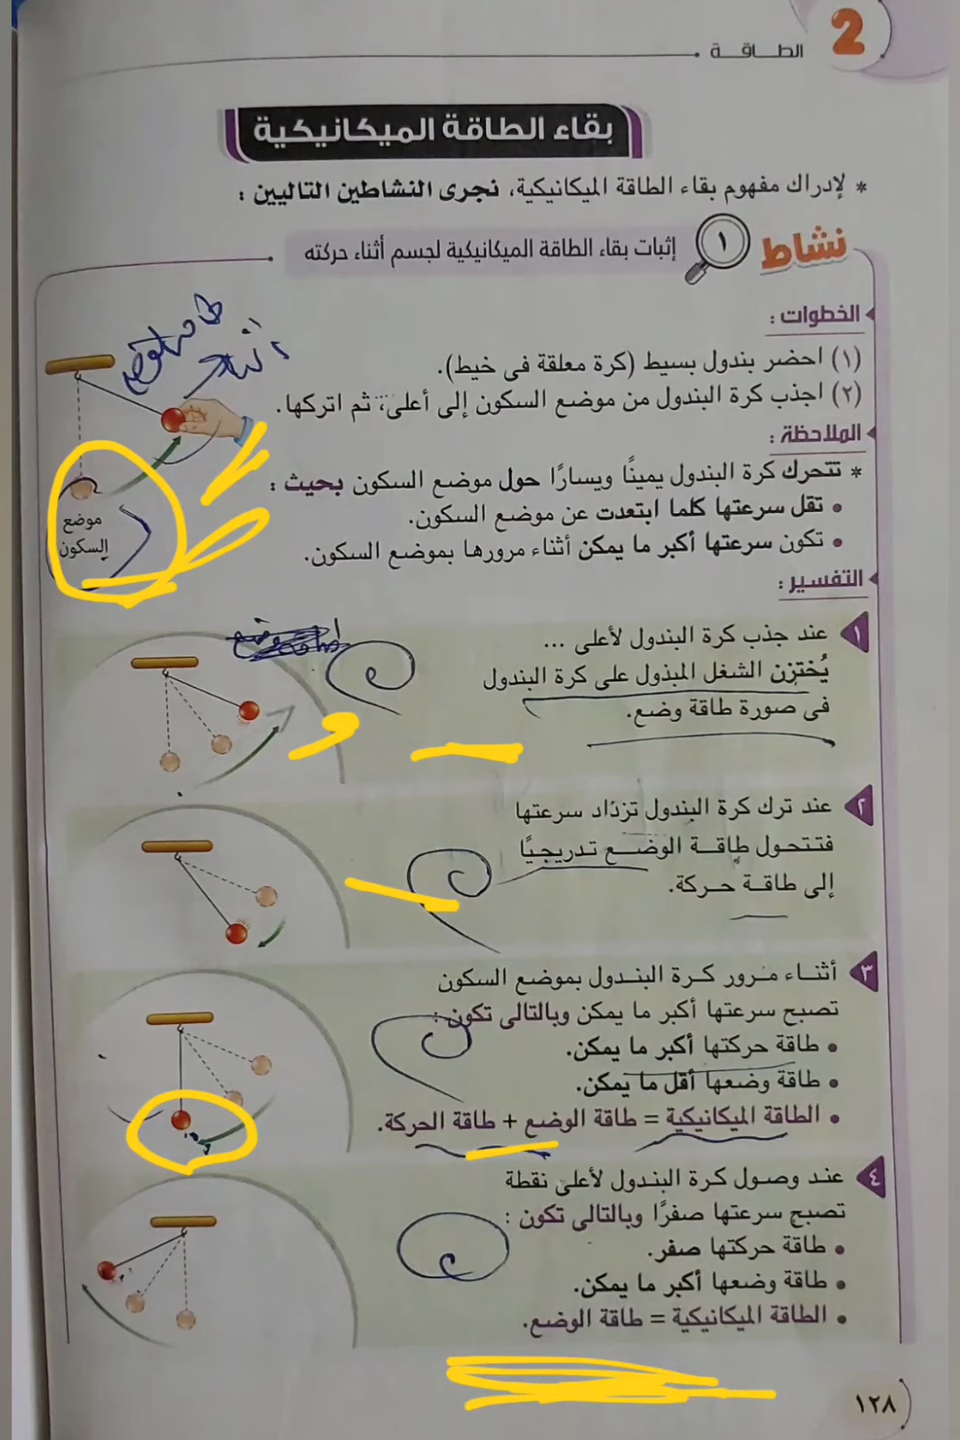 2
الطاقة
بقاء الطاقة الميكانيكية
* لإدراك مفهوم بقاء الطاقة الميكانيكية، نجرى النشاطين التاليين :
نشاط ١ إثبات بقاء الطاقة الميكانيكية لجسم أثناء حركته
الخطوات :
(١) احضر بندول بسيط (كرة معلقة فى خيط).
(٢) اجذب كرة البندول من موضع السكون إلى أعلى، ثم اتركها.
الملاحظة :
* تتحرك كرة البندول يمينًا ويسارًا حول موضع السكون بحيث :
• تقل سرعتها كلما ابتعدت عن موضع السكون.
• تكون سرعتها أكبر ما يمكن أثناء مرورها بموضع السكون.
موضع
السكون
التفسير :
١ عند جذب كرة البندول لأعلى ...
يُختزن الشغل المبذول على كرة البندول
فى صورة طاقة وضع.
٢ عند ترك كرة البندول تزداد سرعتها
فتتحول طاقة الوضع تدريجيًا
إلى طاقة حركة.
٣ أثناء مرور كرة البندول بموضع السكون
تصبح سرعتها أكبر ما يمكن وبالتالى تكون :
• طاقة حركتها أكبر ما يمكن.
• طاقة وضعها أقل ما يمكن.
• الطاقة الميكانيكية = طاقة الوضع + طاقة الحركة.
٤ عند وصول كرة البندول لأعلى نقطة
تصبح سرعتها صفرًا وبالتالى تكون :
• طاقة حركتها صفر.
• طاقة وضعها أكبر ما يمكن.
• الطاقة الميكانيكية = طاقة الوضع.
١٢٨